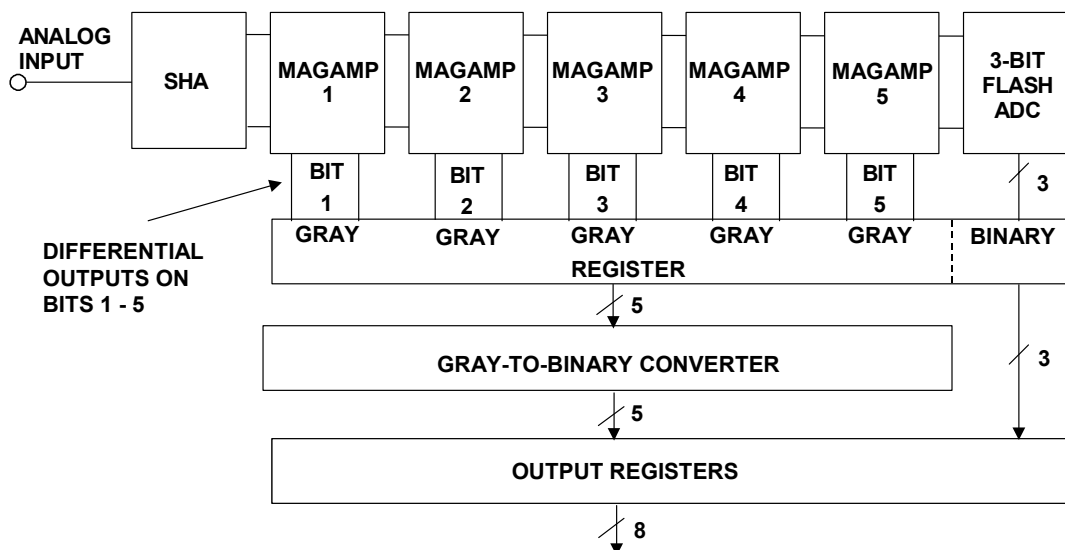 ANALOG
INPUT
SHA
MAGAMP
1
MAGAMP
2
MAGAMP
3
MAGAMP
4
MAGAMP
5
3-BIT
FLASH
ADC
BIT
1
GRAY
BIT
2
GRAY
BIT
3
GRAY
BIT
4
GRAY
BIT
5
GRAY
3
BINARY
DIFFERENTIAL
OUTPUTS ON
BITS 1 - 5
REGISTER
5
3
GRAY-TO-BINARY CONVERTER
5
OUTPUT REGISTERS
8